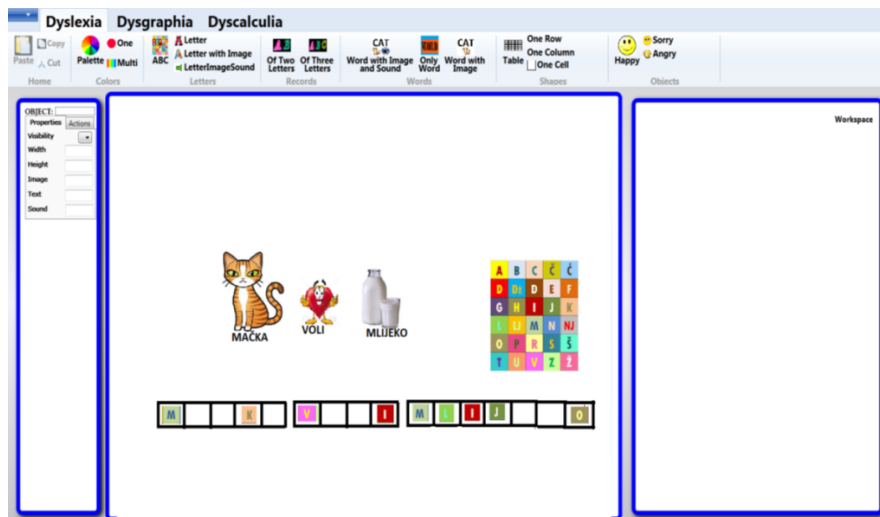 Dyslexia Dysgraphia Dyscalculia
Paste Copy Cut
Home
Palette One Multi
Colors
ABC Letter
Letter with Image
LetterImageSound
Letters
Of Two Letters Of Three Letters
Records
CAT Word with Image and Sound
WORLD Only Word
CAT Word with Image
Words
Table One Row
One Column
One Cell
Shapes
Happy Sorry
Angry
Objects
OBJECT:
Properties Actions
Visibility
Width
Height
Image
Text
Sound
Workspace
MAČKA VOLI MLIJEKO
A B C Č Ć
D Dž Đ E F
G H I J K
L LJ M N NJ
O P R S Š
T U V Z Ž
M K V I M L I J O